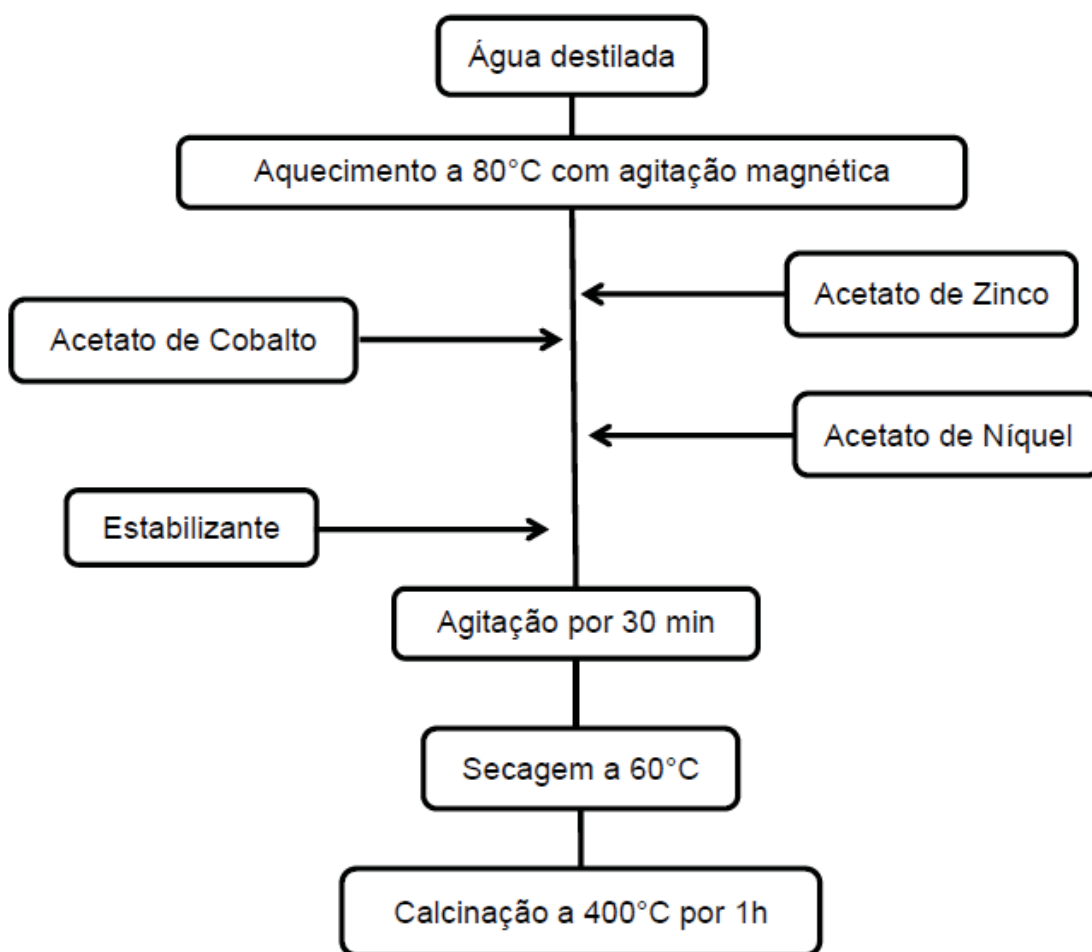 Água destilada
Aquecimento a 80°C com agitação magnética
Acetato de Zinco
Acetato de Cobalto
Acetato de Níquel
Estabilizante
Agitação por 30 min
Secagem a 60°C
Calcinação a 400°C por 1h